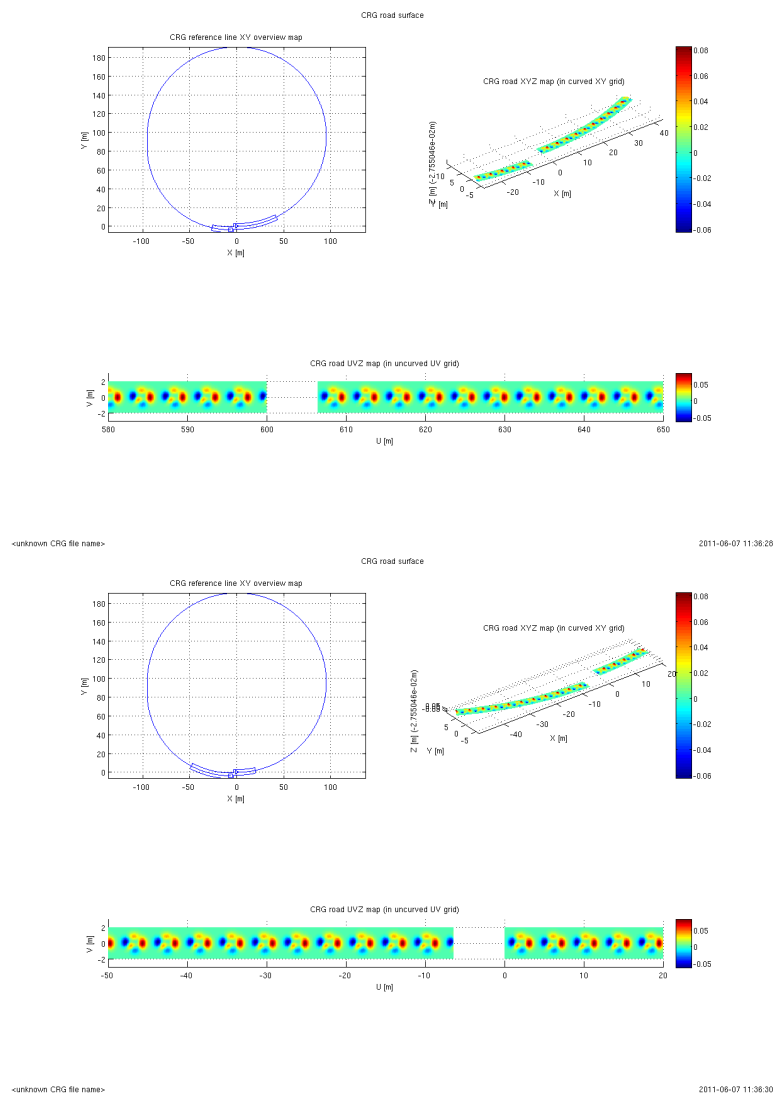 CRG road surface
CRG reference line XY overview map
180
160
140
120
100
80
60
40
20
0
Y [m]
-100 -50 0 50 100
X [m]
CRG road XYZ map (in curved XY grid)
Z [m] (-2.755046e-02m)
Y [m]
10
5
0
-5
-20 -10 0 10 20 30 40
X [m]
0.08
0.06
0.04
0.02
0
-0.02
-0.04
-0.06
CRG road UVZ map (in uncurved UV grid)
2
0
-2
V [m]
580 590 600 610 620 630 640 650
U [m]
0.05
0
-0.05
<unknown CRG file name> 2011-06-07 11:36:28
CRG road surface
CRG reference line XY overview map
180
160
140
120
100
80
60
40
20
0
Y [m]
-100 -50 0 50 100
X [m]
CRG road XYZ map (in curved XY grid)
Z [m] (-2.755046e-02m)
Y [m]
5
0
-5
-40 -30 -20 -10 0 10 20
X [m]
0.08
0.06
0.04
0.02
0
-0.02
-0.04
-0.06
CRG road UVZ map (in uncurved UV grid)
2
0
-2
V [m]
-50 -40 -30 -20 -10 0 10 20
U [m]
0.05
0
-0.05
<unknown CRG file name> 2011-06-07 11:36:30